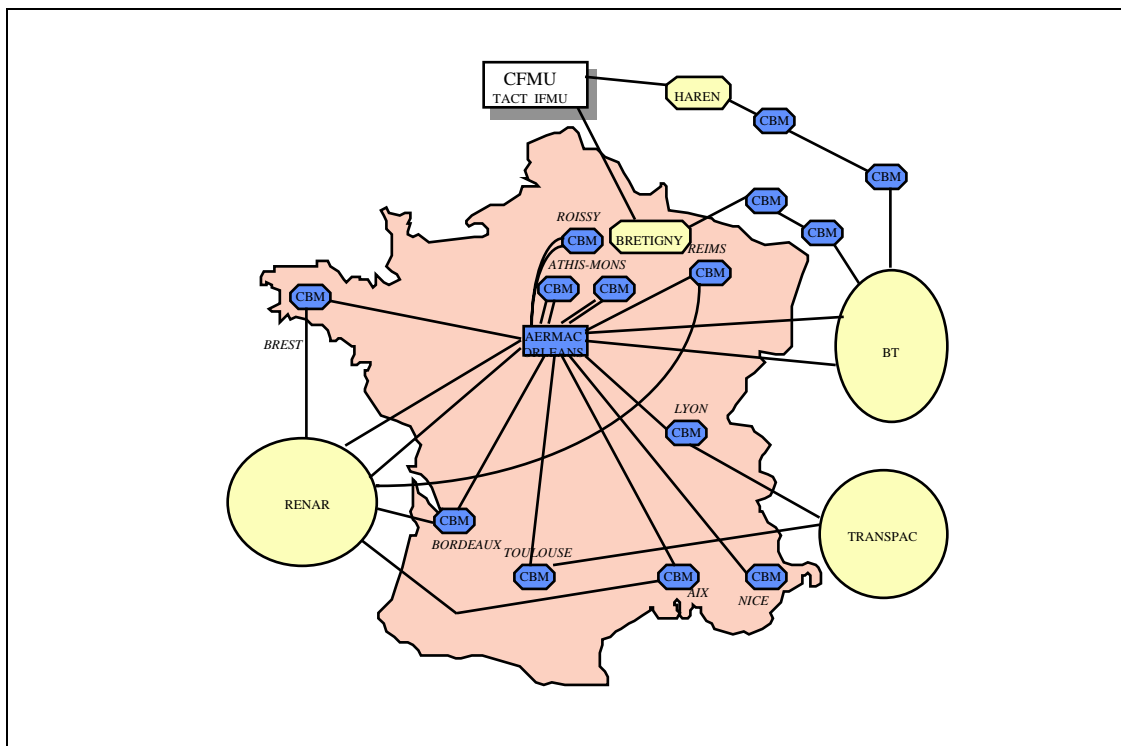 CFMU
TACT IFMU
HAREN
CBM
CBM
CBM
CBM
ROISSY
CBM
BRETIGNY
REIMS
CBM
ATHIS-MONS
CBM
CBM
CBM
BREST
AERMAC
ORLEANS
BT
LYON
CBM
RENAR
CBM
BORDEAUX
TRANSPAC
TOULOUSE
CBM
CBM
AIX
CBM
NICE